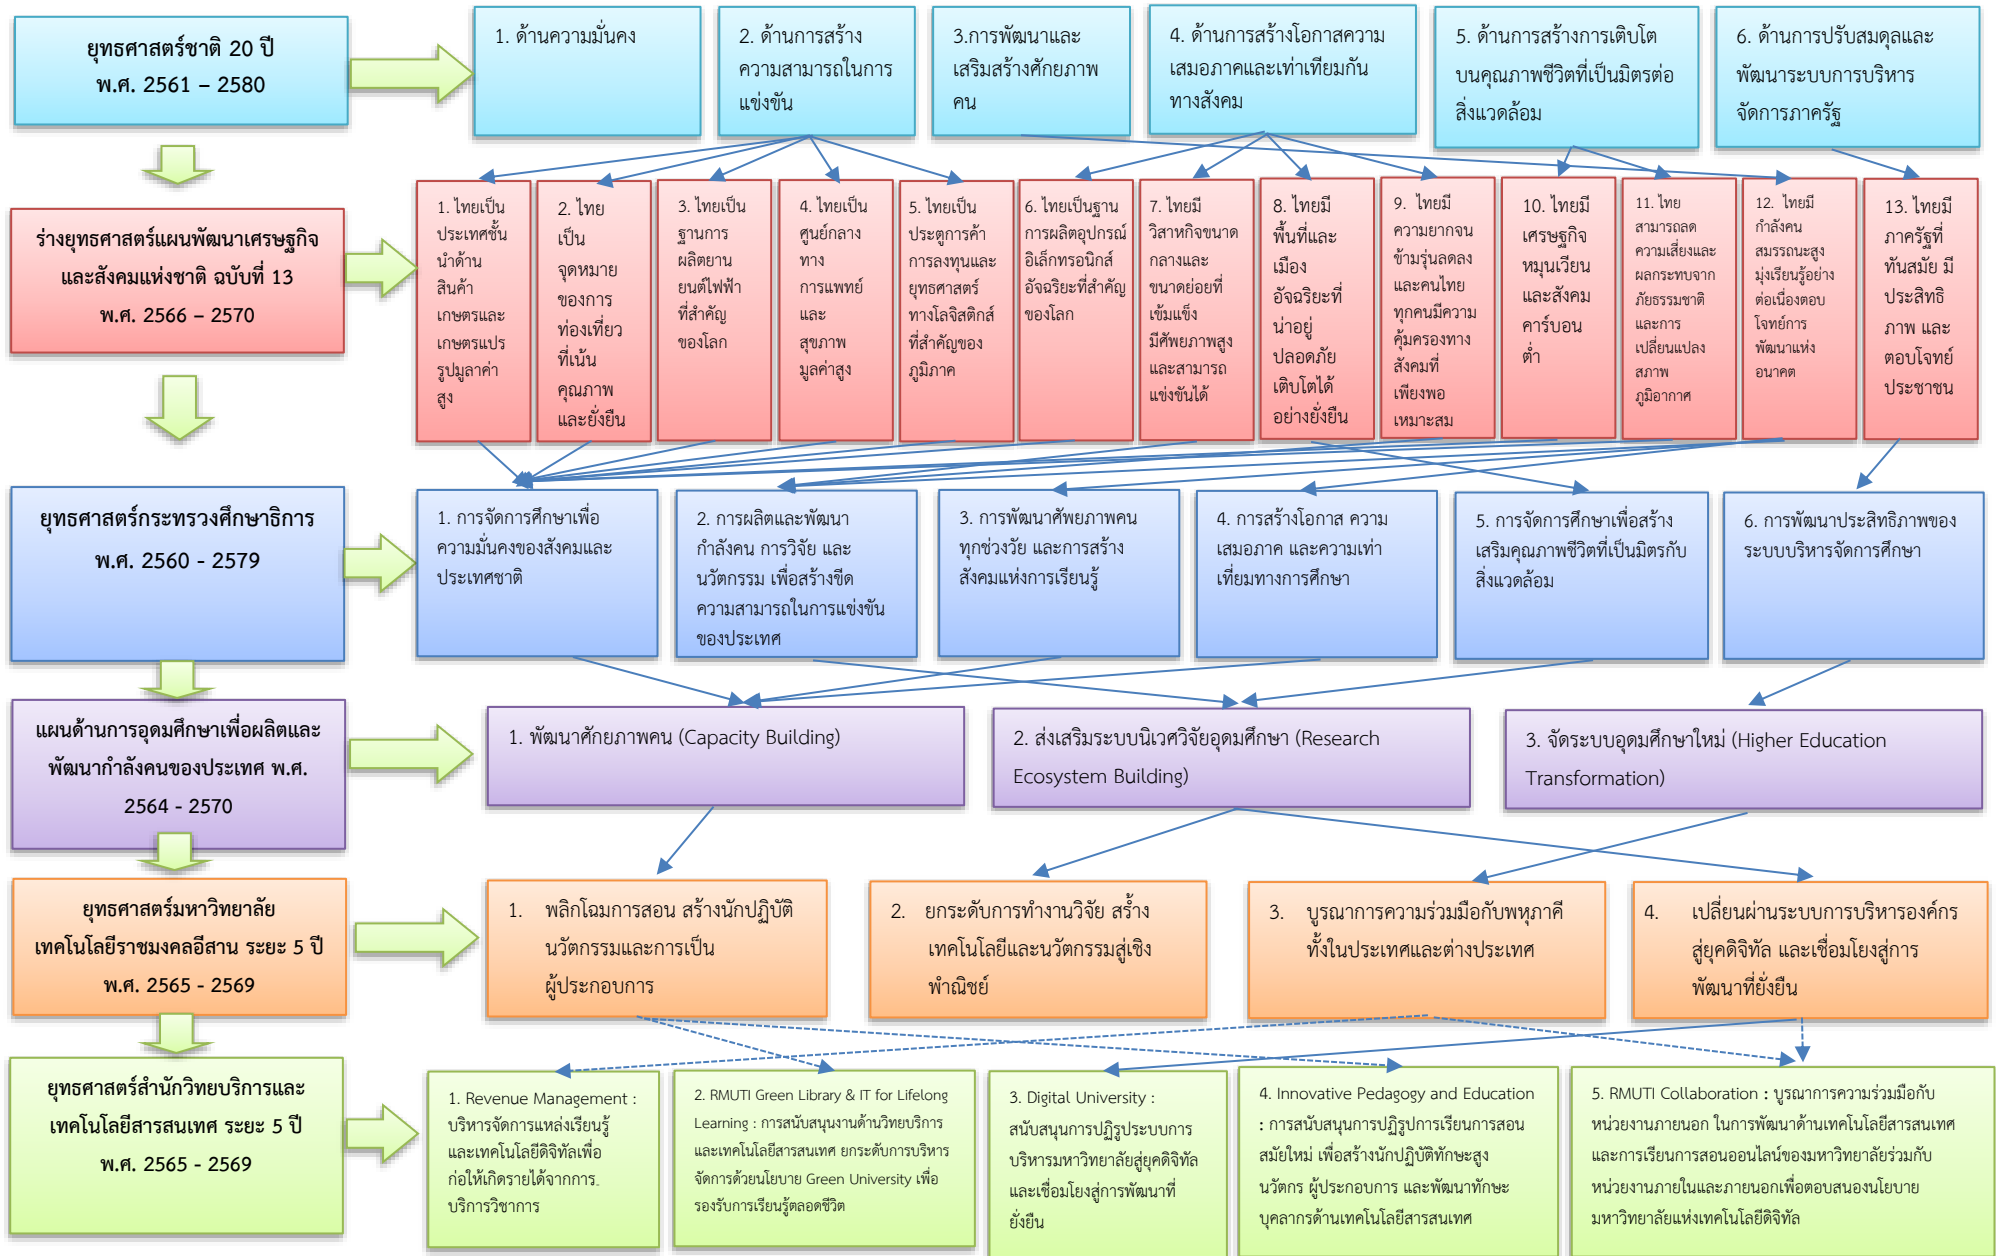 ยุทธศาสตร์ชาติ 20 ปี
พ.ศ. 2561 – 2580
1. ด้านความมั่นคง
2. ด้านการสร้าง
ความสามารถในการ
แข่งขัน
3.การพัฒนาและ
เสริมสร้างศักยภาพ
คน
4. ด้านการสร้างโอกาสความ
เสมอภาคและเท่าเทียมกัน
ทางสังคม
5. ด้านการสร้างการเติบโต
บนคุณภาพชีวิตที่เป็นมิตรต่อ
สิ่งแวดล้อม
6. ด้านการปรับสมดุลและ
พัฒนาระบบการบริหาร
จัดการภาครัฐ
ร่างยุทธศาสตร์แผนพัฒนาเศรษฐกิจ
และสังคมแห่งชาติ ฉบับที่ 13
พ.ศ. 2566 – 2570
1. ไทยเป็น
ประเทศชั้น
นำด้าน
สินค้า
เกษตรและ
เกษตรแปร
รูปมูลค่า
สูง
2. ไทย
เป็น
จุดหมาย
ของการ
ท่องเที่ยว
ที่เน้น
คุณภาพ
และยั่งยืน
3. ไทยเป็น
ฐานการ
ผลิตยาน
ยนต์ไฟฟ้า
ที่สำคัญ
ของโลก
4. ไทยเป็น
ศูนย์กลาง
ทาง
การแพทย์
และ
สุขภาพ
มูลค่าสูง
5. ไทยเป็น
ประตูการค้า
การลงทุนและ
ยุทธศาสตร์
ทางโลจิสติกส์
ที่สำคัญของ
ภูมิภาค
6. ไทยเป็นฐาน
การผลิตอุปกรณ์
อิเล็กทรอนิกส์
อัจฉริยะที่สำคัญ
ของโลก
7. ไทยมี
วิสาหกิจขนาด
กลางและ
ขนาดย่อยที่
เข้มแข็ง
มีศัพยภาพสูง
และสามารถ
แข่งขันได้
8. ไทยมี
พื้นที่และ
เมือง
อัจฉริยะที่
น่าอยู่
ปลอดภัย
เติบโตได้
อย่างยั่งยืน
9. ไทยมี
ความยากจน
ข้ามรุ่นลดลง
และคนไทย
ทุกคนมีความ
คุ้มครองทาง
สังคมที่
เพียงพอ
เหมาะสม
10. ไทยมี
เศรษฐกิจ
หมุนเวียน
และสังคม
คาร์บอน
ต่ำ
11. ไทย
สามารถลด
ความเสี่ยงและ
ผลกระทบจาก
ภัยธรรมชาติ
และการ
เปลี่ยนแปลง
สภาพ
ภูมิอากาศ
12. ไทยมี
กำลังคน
สมรรถนะสูง
มุ่งเรียนรู้อย่าง
ต่อเนื่องตอบ
โจทย์การ
พัฒนาแห่ง
อนาคต
13. ไทยมี
ภาครัฐที่
ทันสมัย มี
ประสิทธิ
ภาพ และ
ตอบโจทย์
ประชาชน
ยุทธศาสตร์กระทรวงศึกษาธิการ
พ.ศ. 2560 - 2579
1. การจัดการศึกษาเพื่อ
ความมั่นคงของสังคมและ
ประเทศชาติ
2. การผลิตและพัฒนา
กำลังคน การวิจัย และ
นวัตกรรม เพื่อสร้างขีด
ความสามารถในการแข่งขัน
ของประเทศ
3. การพัฒนาศัพยภาพคน
ทุกช่วงวัย และการสร้าง
สังคมแห่งการเรียนรู้
4. การสร้างโอกาส ความ
เสมอภาค และความเท่า
เที่ยมทางการศึกษา
5. การจัดการศึกษาเพื่อสร้าง
เสริมคุณภาพชีวิตที่เป็นมิตรกับ
สิ่งแวดล้อม
6. การพัฒนาประสิทธิภาพของ
ระบบบริหารจัดการศึกษา
แผนด้านการอุดมศึกษาเพื่อผลิตและ
พัฒนากำลังคนของประเทศ พ.ศ.
2564 - 2570
1. พัฒนาศักยภาพคน (Capacity Building)
2. ส่งเสริมระบบนิเวศวิจัยอุดมศึกษา (Research
Ecosystem Building)
3. จัดระบบอุดมศึกษาใหม่ (Higher Education
Transformation)
ยุทธศาสตร์มหาวิทยาลัย
เทคโนโลยีราชมงคลอีสาน ระยะ 5 ปี
พ.ศ. 2565 - 2569
1. พลิกโฉมการสอน สร้างนักปฏิบัติ
นวัตกรรมและการเป็น
ผู้ประกอบการ
2. ยกระดับการทำงานวิจัย สร้ำง
เทคโนโลยีและนวัตกรรมสู่เชิง
พำณิชย์
3. บูรณาการความร่วมมือกับพหุภาคี
ทั้งในประเทศและต่างประเทศ
4. เปลี่ยนผ่านระบบการบริหารองค์กร
สู่ยุคดิจิทัล และเชื่อมโยงสู่การ
พัฒนาที่ยั่งยืน
ยุทธศาสตร์สำนักวิทยบริการและ
เทคโนโลยีสารสนเทศ ระยะ 5 ปี
พ.ศ. 2565 - 2569
1. Revenue Management :
บริหารจัดการแหล่งเรียนรู้
และเทคโนโลยีดิจิทัลเพื่อ
ก่อให้เกิดรายได้จากการ
บริการวิชาการ
2. RMUTI Green Library & IT for Lifelong
Learning : การสนับสนุนงานด้านวิทยบริการ
และเทคโนโลยีสารสนเทศ ยกระดับการบริหาร
จัดการด้วยนโยบาย Green University เพื่อ
รองรับการเรียนรู้ตลอดชีวิต
3. Digital University :
สนับสนุนการปฏิรูประบบการ
บริหารมหาวิทยาลัยสู่ยุคดิจิทัล
และเชื่อมโยงสู่การพัฒนาที่
ยั่งยืน
4. Innovative Pedagogy and Education
: การสนับสนุนการปฏิรูปการเรียนการสอน
สมัยใหม่ เพื่อสร้างนักปฏิบัติทักษะสูง
นวัตกร ผู้ประกอบการ และพัฒนาทักษะ
บุคลากรด้านเทคโนโลยีสารสนเทศ
5. RMUTI Collaboration : บูรณาการความร่วมมือกับ
หน่วยงานภายนอก ในการพัฒนาด้านเทคโนโลยีสารสนเทศ
และการเรียนการสอนออนไลน์ของมหาวิทยาลัยร่วมกับ
หน่วยงานภายในและภายนอกเพื่อตอบสนองนโยบาย
มหาวิทยาลัยแห่งเทคโนโลยีดิจิทัล